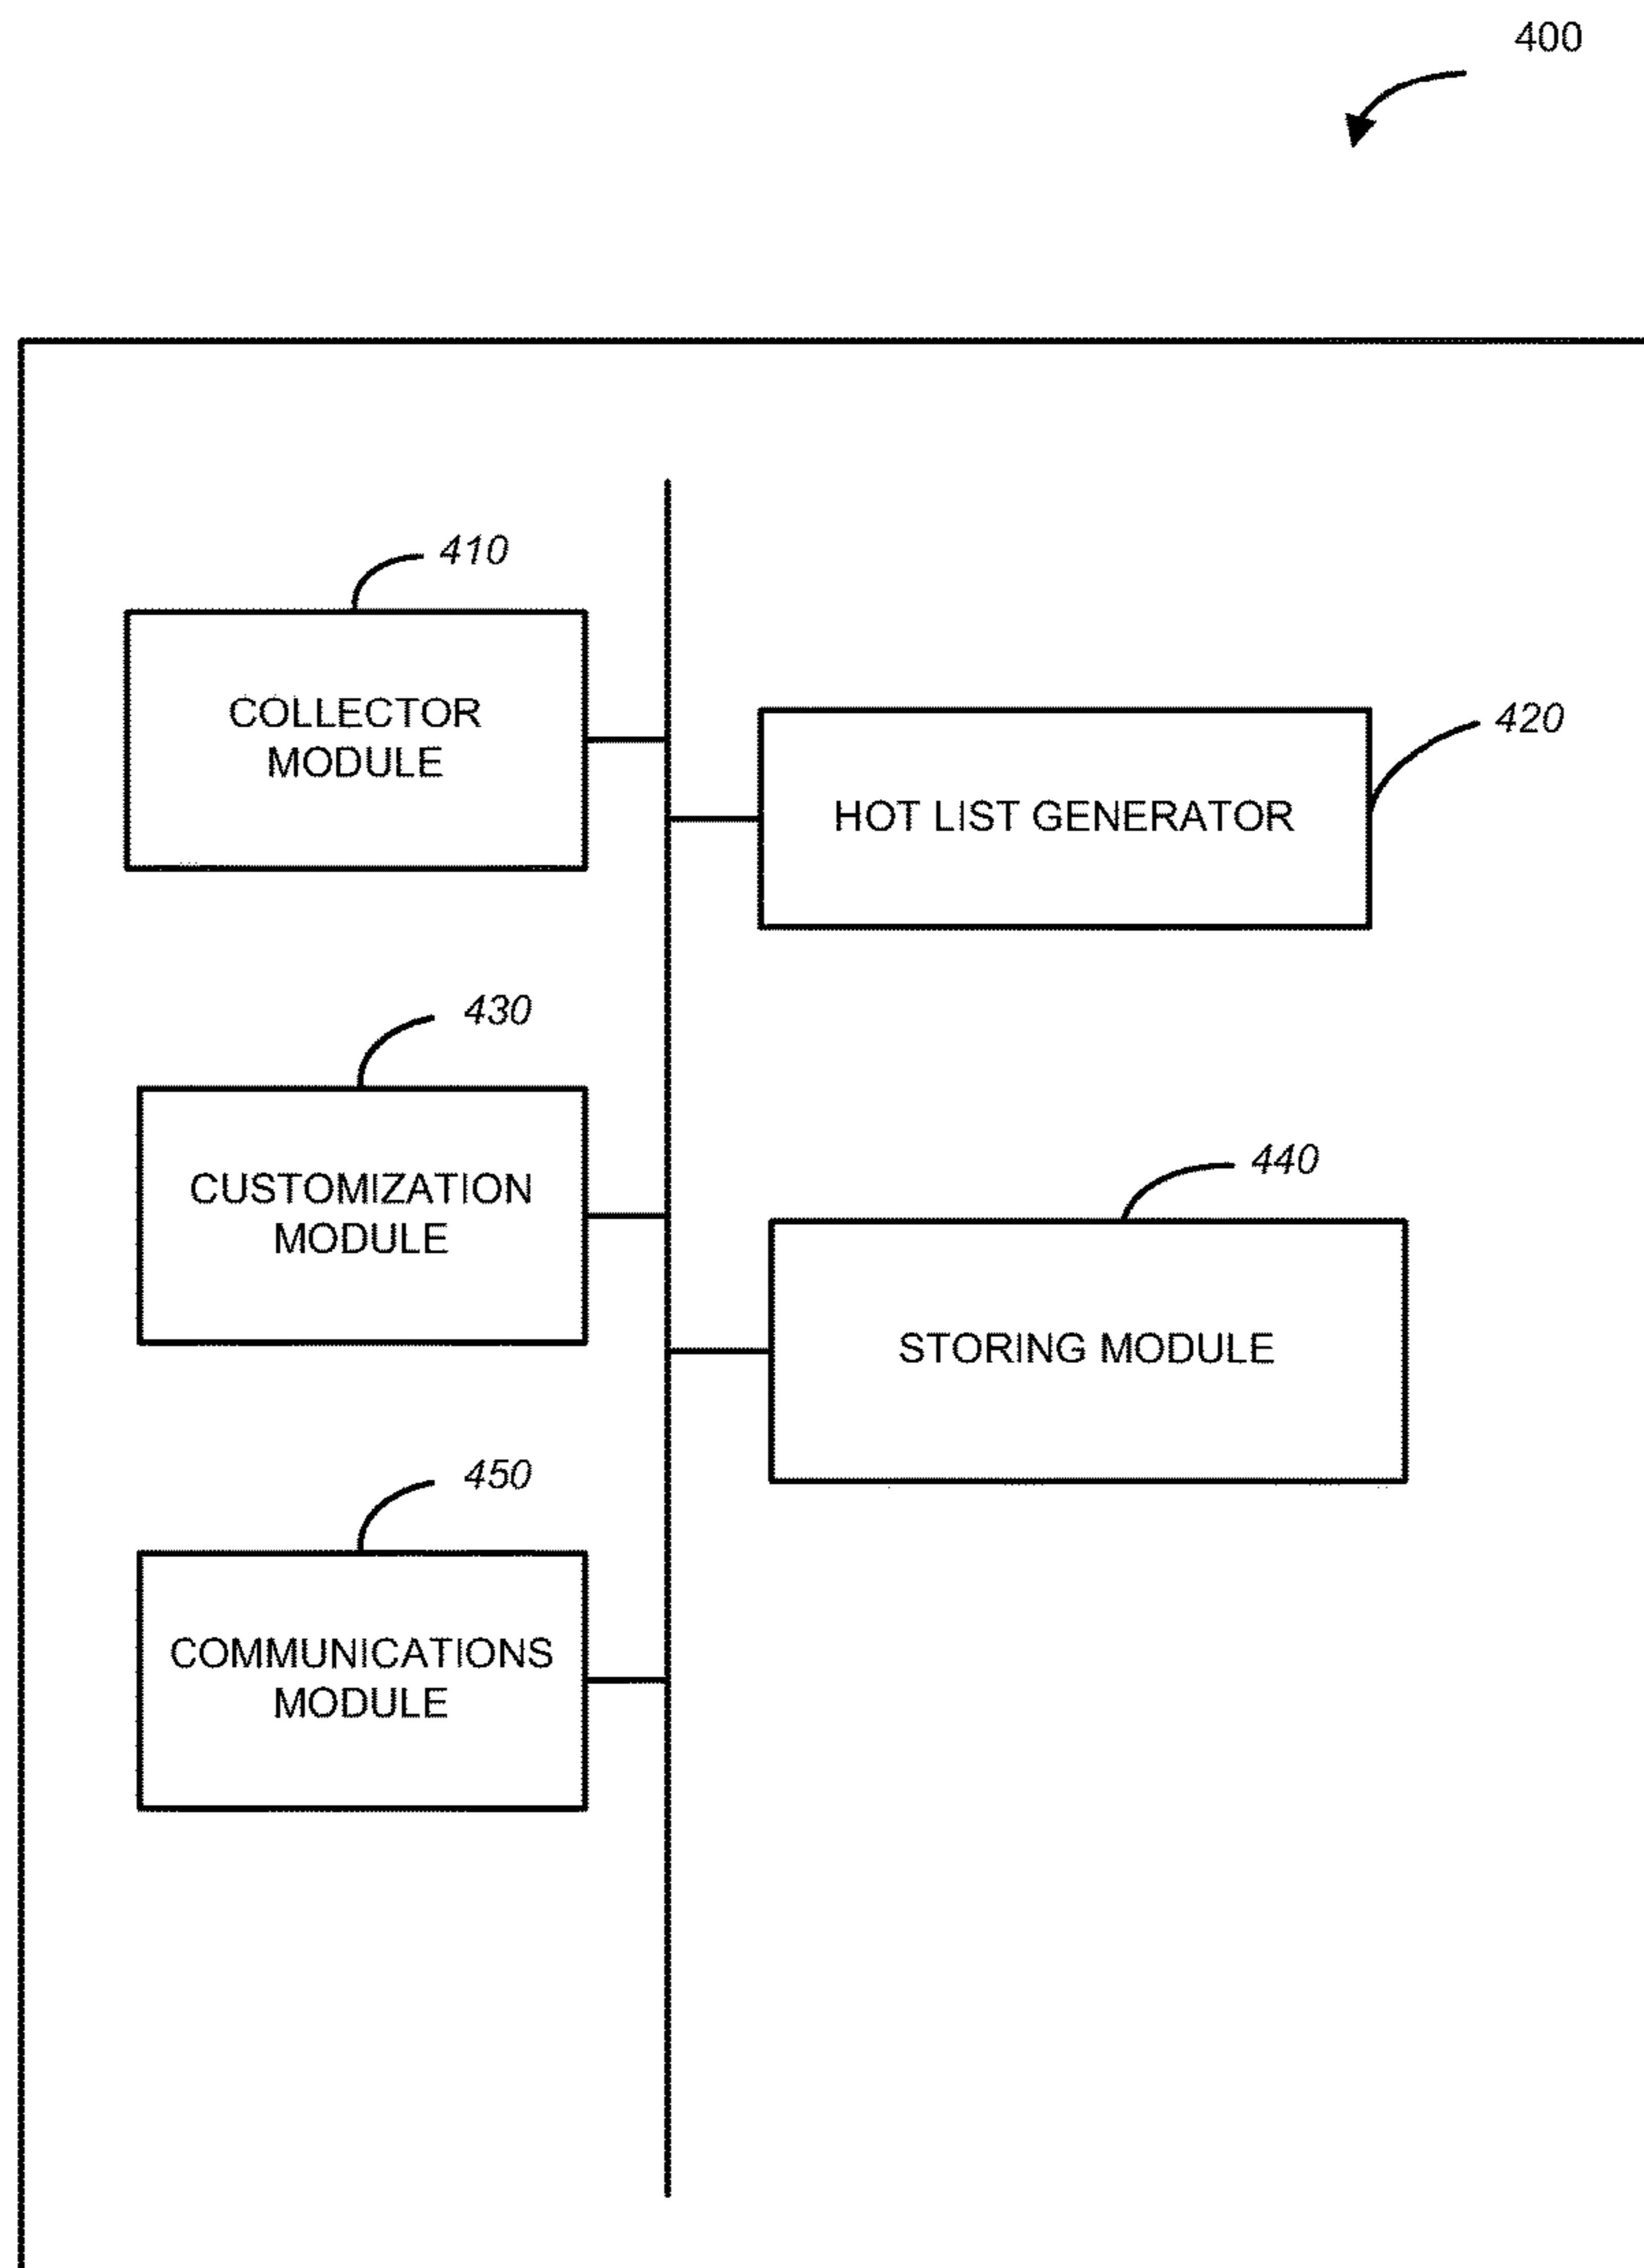 400
410
COLLECTOR
MODULE
420
HOT LIST GENERATOR
430
CUSTOMIZATION
MODULE
440
STORING MODULE
450
COMMUNICATIONS
MODULE